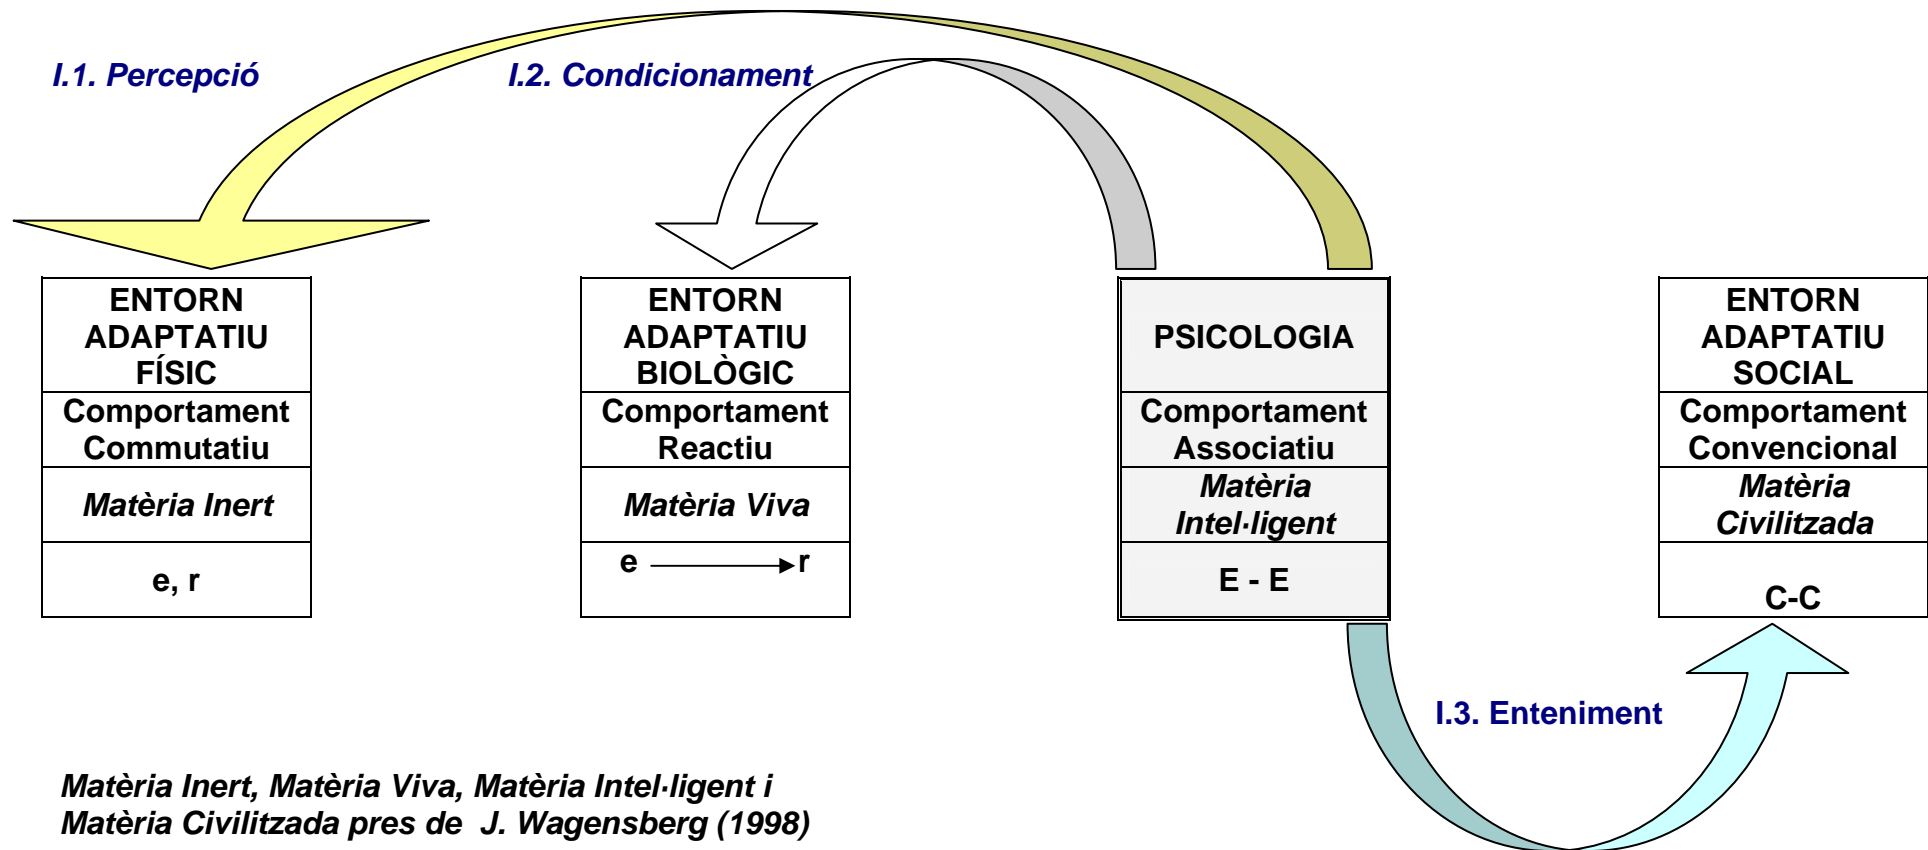 I.1. Percepció
I.2. Condicionament
ENTORN
ADAPTATIU
FÍSIC
Comportament
Commutatiu
Matèria Inert
e, r
ENTORN
ADAPTATIU
BIOLÒGIC
Comportament
Reactiu
Matèria Viva
e r
PSICOLOGIA
Comportament
Associatiu
Matèria
Intel·ligent
E - E
ENTORN
ADAPTATIU
SOCIAL
Comportament
Convencional
Matèria
Civilitzada
C-C
I.3. Enteniment
Matèria Inert, Matèria Viva, Matèria Intel·ligent i
Matèria Civilitzada pres de J. Wagensberg (1998)